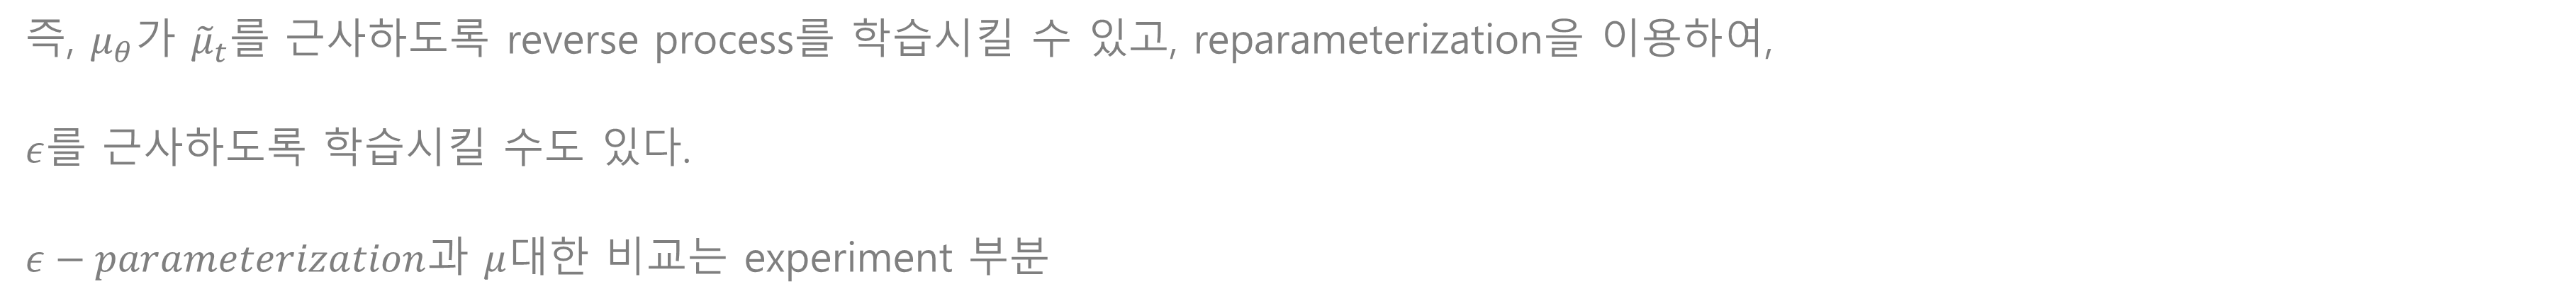 즉, μ_θ가 μ̃_t를 근사하도록 reverse process를 학습시킬 수 있고, reparameterization을 이용하여,
ϵ를 근사하도록 학습시킬 수도 있다.
ϵ − parameterization과 μ대한 비교는 experiment 부분